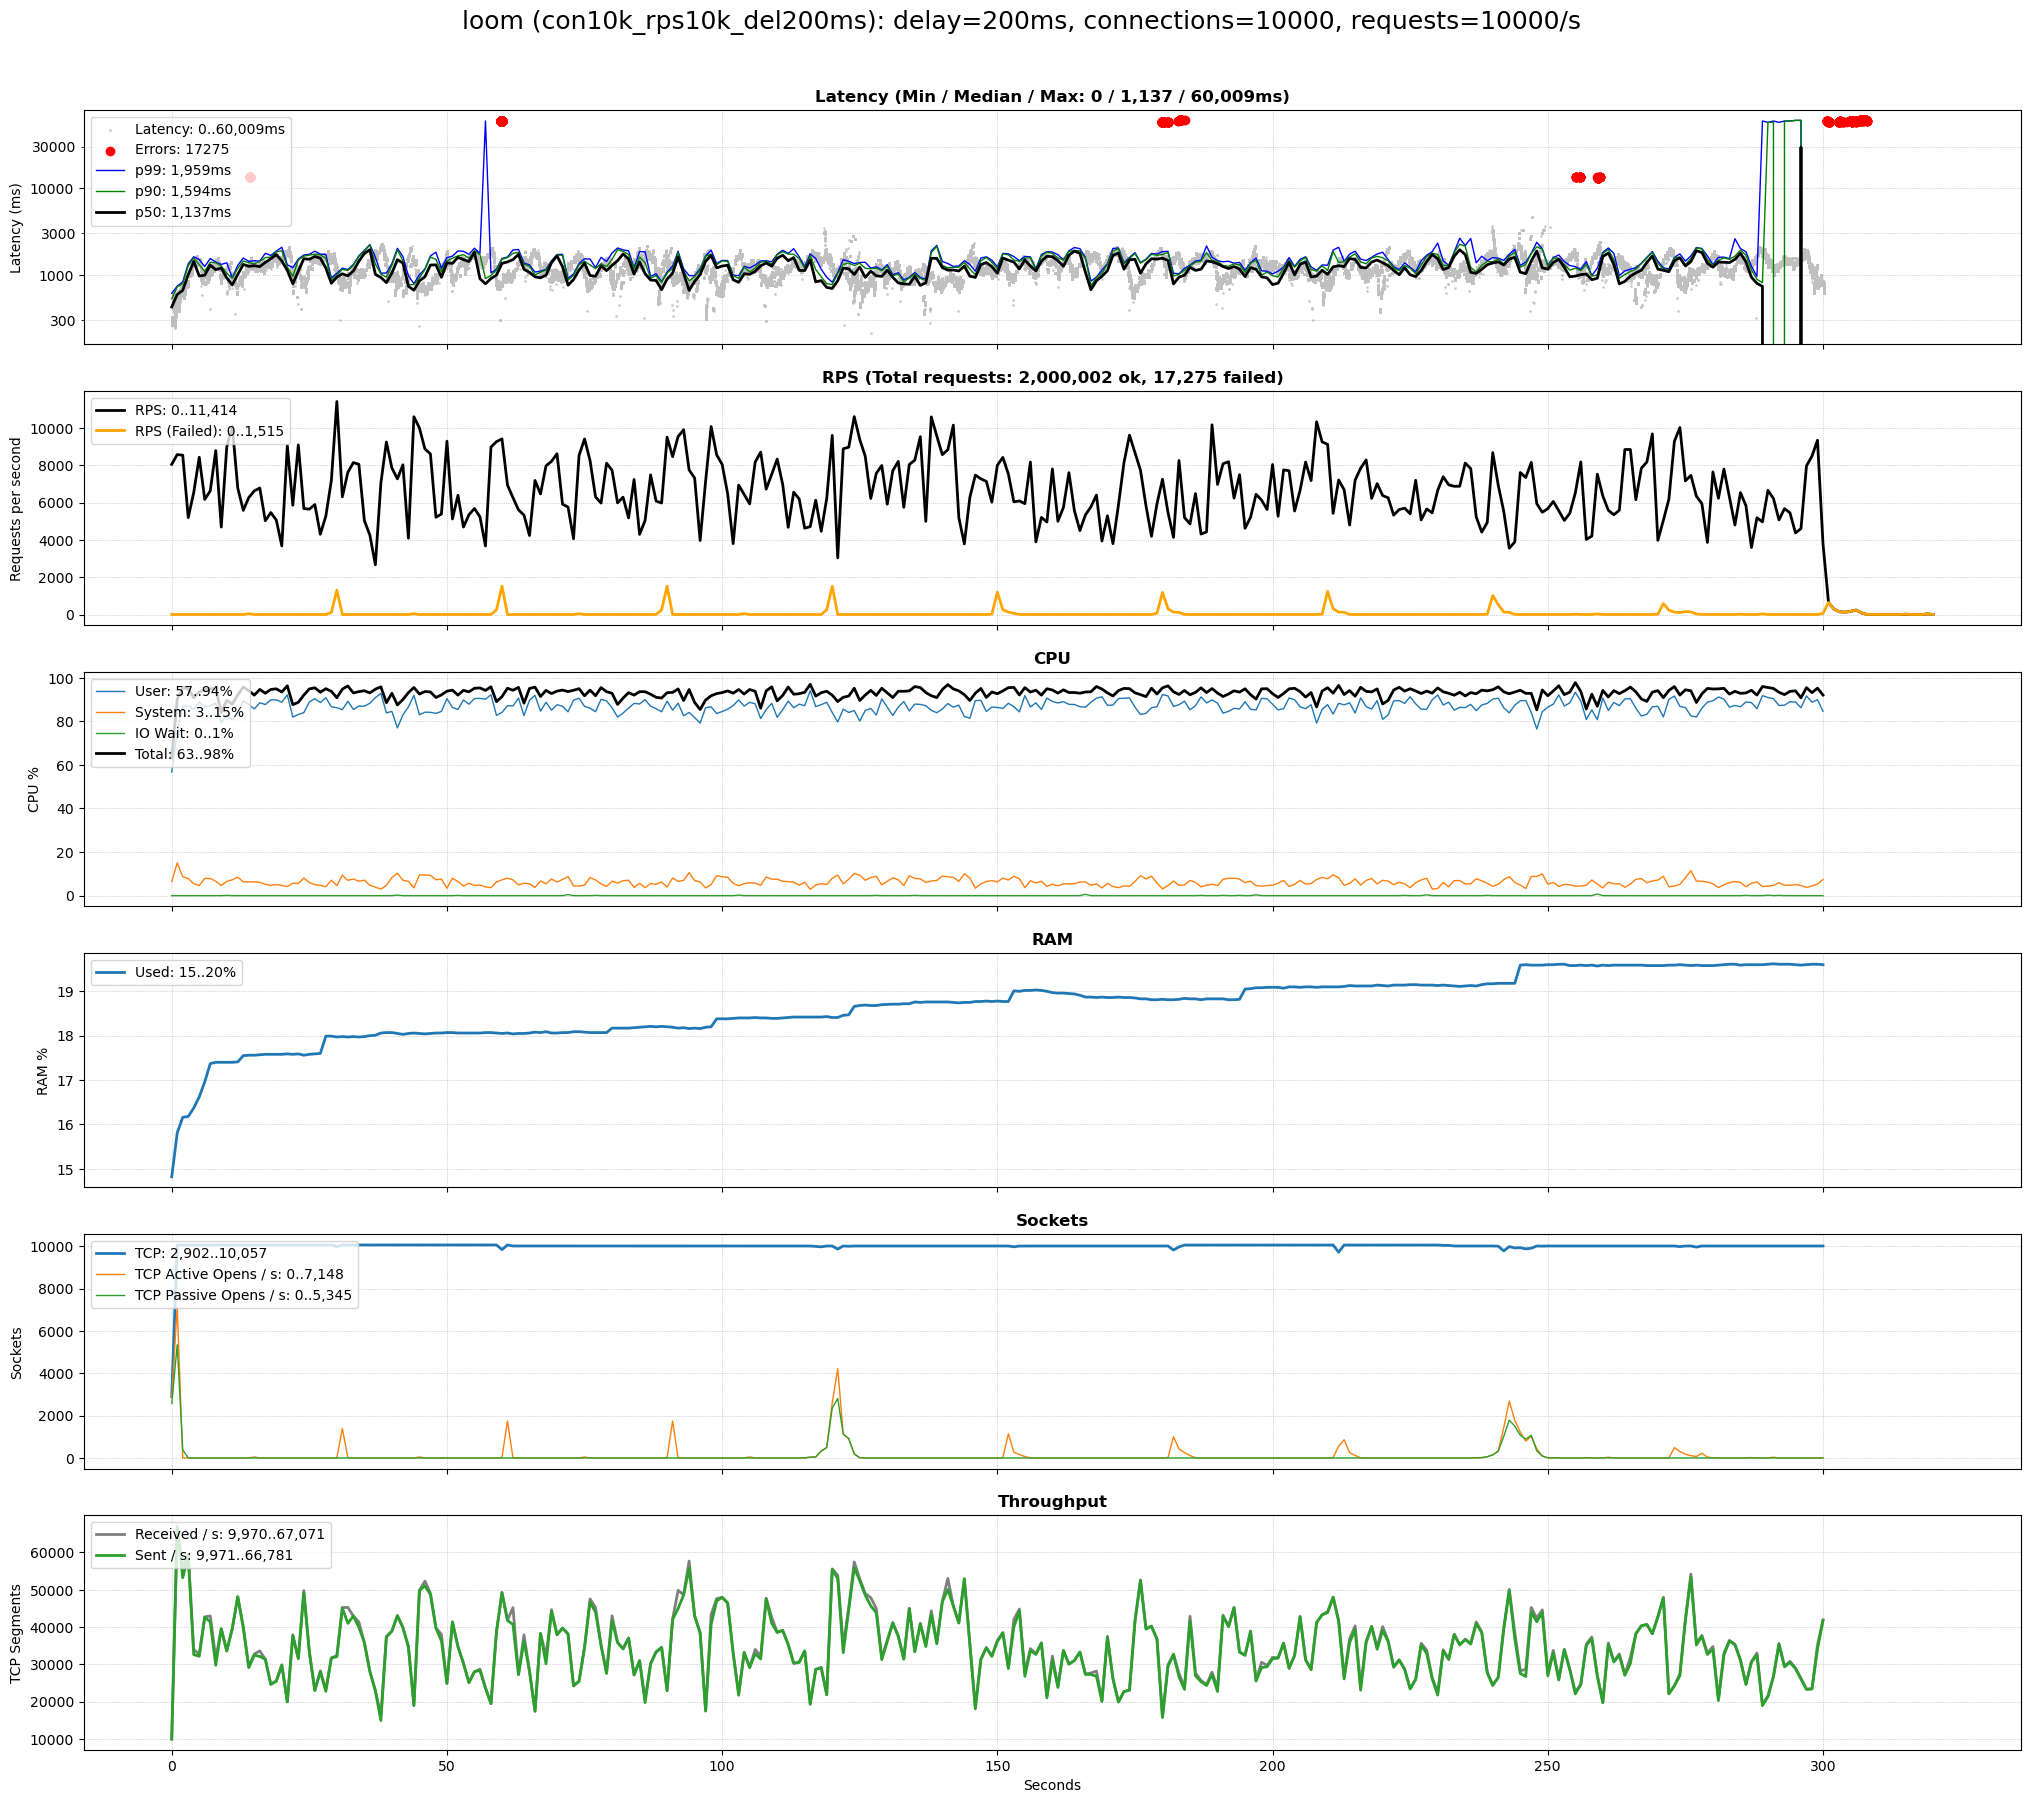 loom (con10k_rps10k_del200ms): delay=200ms, connections=10000, requests=10000/s
Latency (Min / Median / Max: 0 / 1,137 / 60,009ms)
Latency (ms)
30000
10000
3000
1000
300
Latency: 0..60,009ms
Errors: 17275
p99: 1,959ms
p90: 1,594ms
p50: 1,137ms
RPS (Total requests: 2,000,002 ok, 17,275 failed)
Requests per second
10000
8000
6000
4000
2000
0
RPS: 0..11,414
RPS (Failed): 0..1,515
CPU
CPU %
100
80
60
40
20
0
User: 57..94%
System: 3..15%
IO Wait: 0..1%
Total: 63..98%
RAM
RAM %
19
18
17
16
15
Used: 15..20%
Sockets
Sockets
10000
8000
6000
4000
2000
0
TCP: 2,902..10,057
TCP Active Opens / s: 0..7,148
TCP Passive Opens / s: 0..5,345
Throughput
TCP Segments
60000
50000
40000
30000
20000
10000
Received / s: 9,970..67,071
Sent / s: 9,971..66,781
0
50
100
150
200
250
300
Seconds